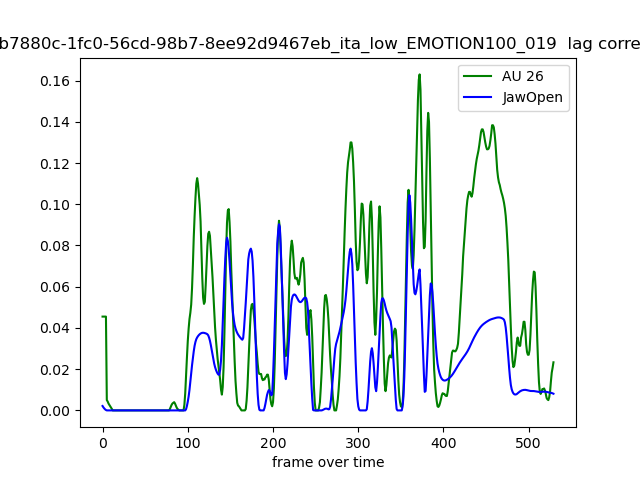 b7880c-1fc0-56cd-98b7-8ee92d9467eb_ita_low_EMOTION100_019 lag corre
AU 26
JawOpen
0.16
0.14
0.12
0.10
0.08
0.06
0.04
0.02
0.00
0 100 200 300 400 500
frame over time